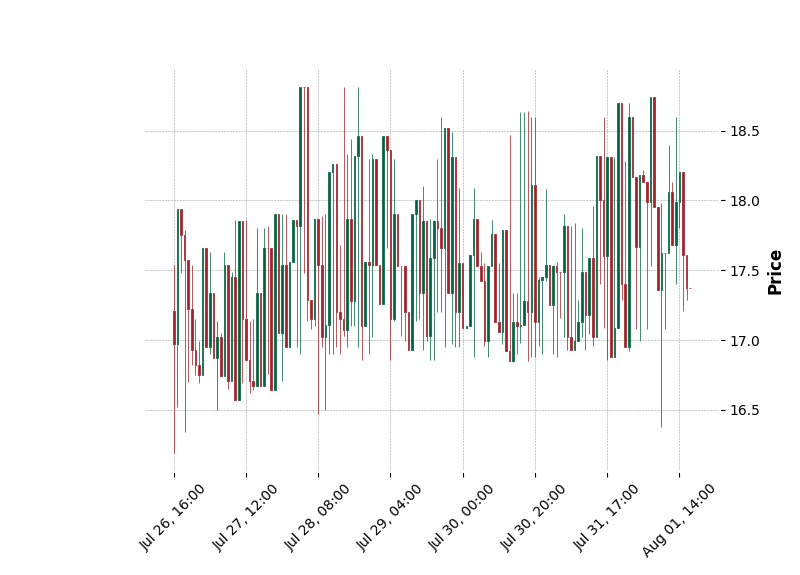 18.5
18.0
17.5
17.0
16.5
Price
Jul 26, 16:00
Jul 27, 12:00
Jul 28, 08:00
Jul 29, 04:00
Jul 30, 00:00
Jul 30, 20:00
Jul 31, 17:00
Aug 01, 14:00